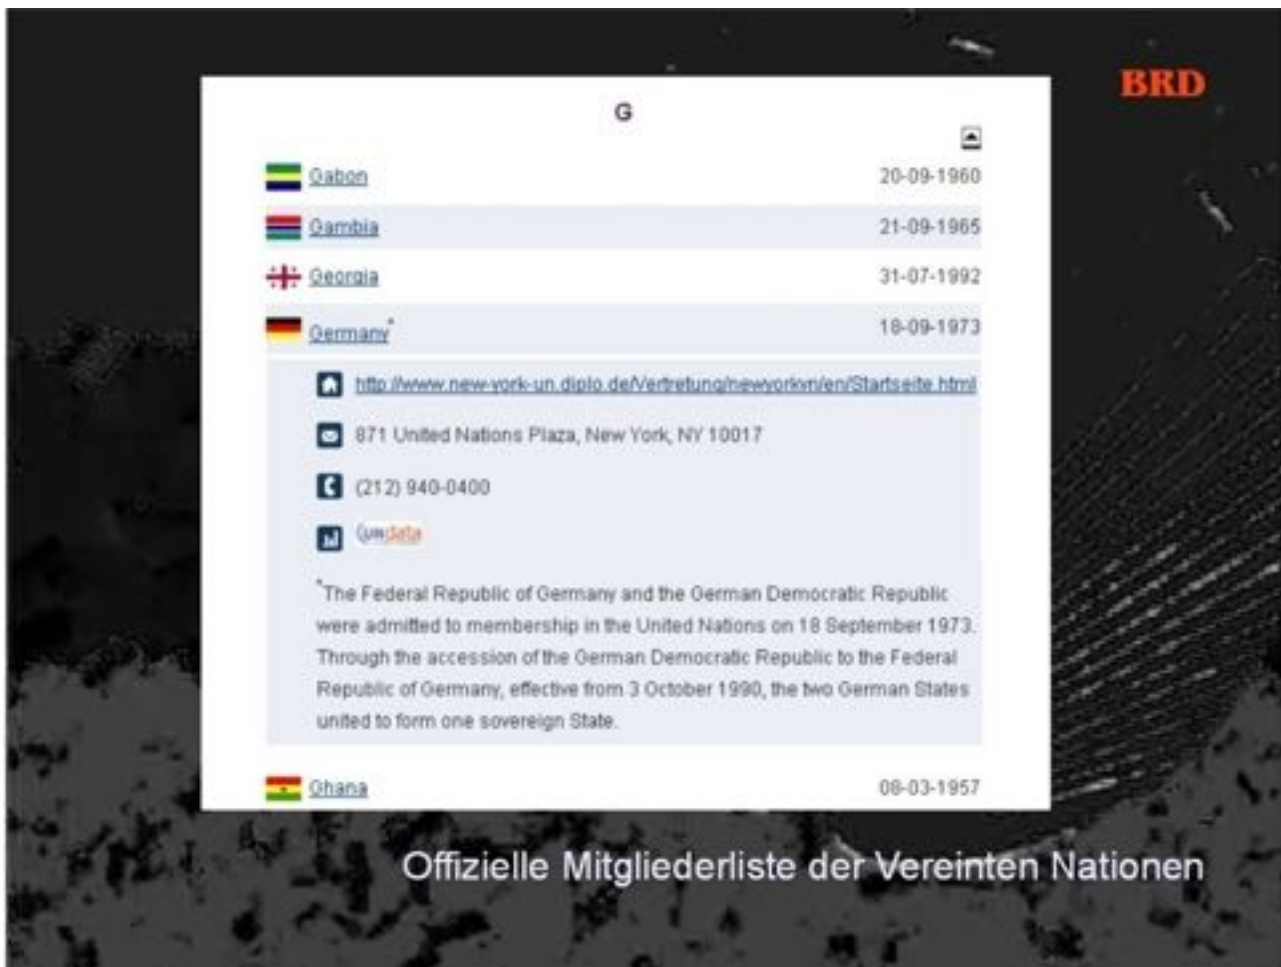 BRD
G
Gabon 20-09-1960
Gambia 21-09-1965
Georgia 31-07-1992
Germany* 18-09-1973
http://www.new-york-un.diplo.de/Vertretung/newyorkvn/en/Startseite.html
871 United Nations Plaza, New York, NY 10017
(212) 940-0400
undata
*The Federal Republic of Germany and the German Democratic Republic
were admitted to membership in the United Nations on 18 September 1973.
Through the accession of the German Democratic Republic to the Federal
Republic of Germany, effective from 3 October 1990, the two German States
united to form one sovereign State.
Ghana 08-03-1957
Offizielle Mitgliederliste der Vereinten Nationen